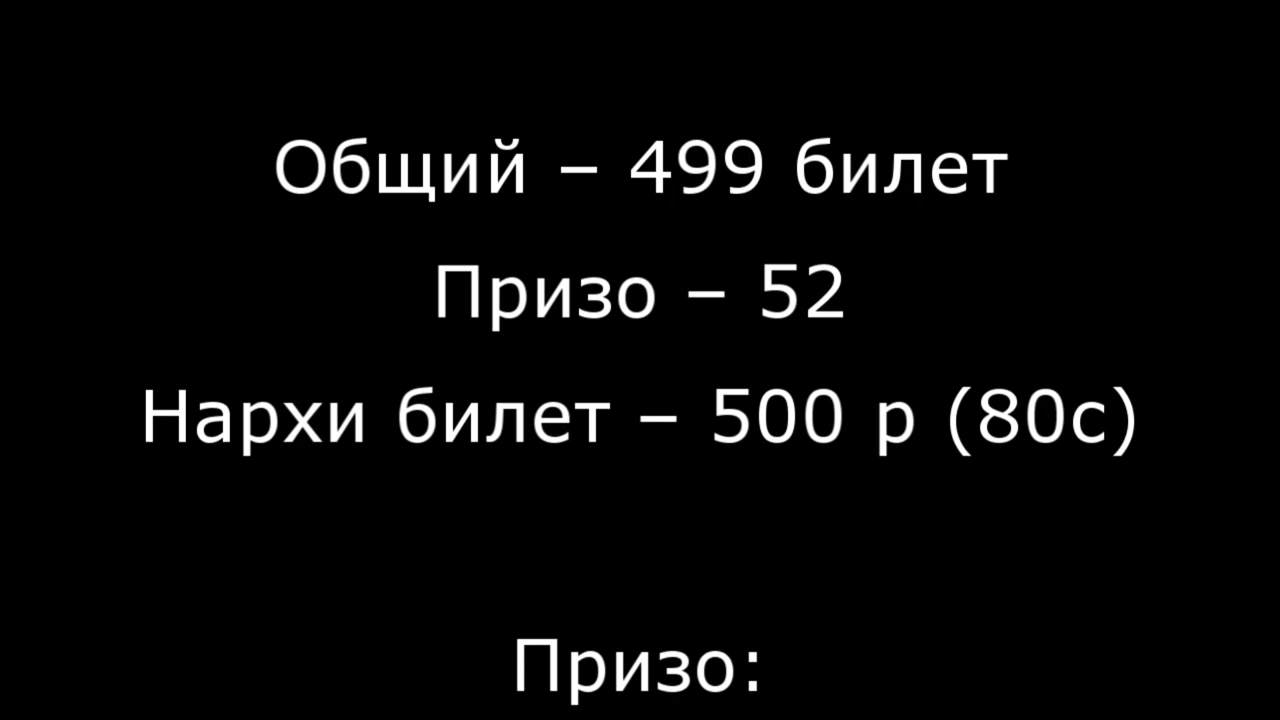 Общий – 499 билет
Призо – 52
Нархи билет – 500 р (80с)
Призо: